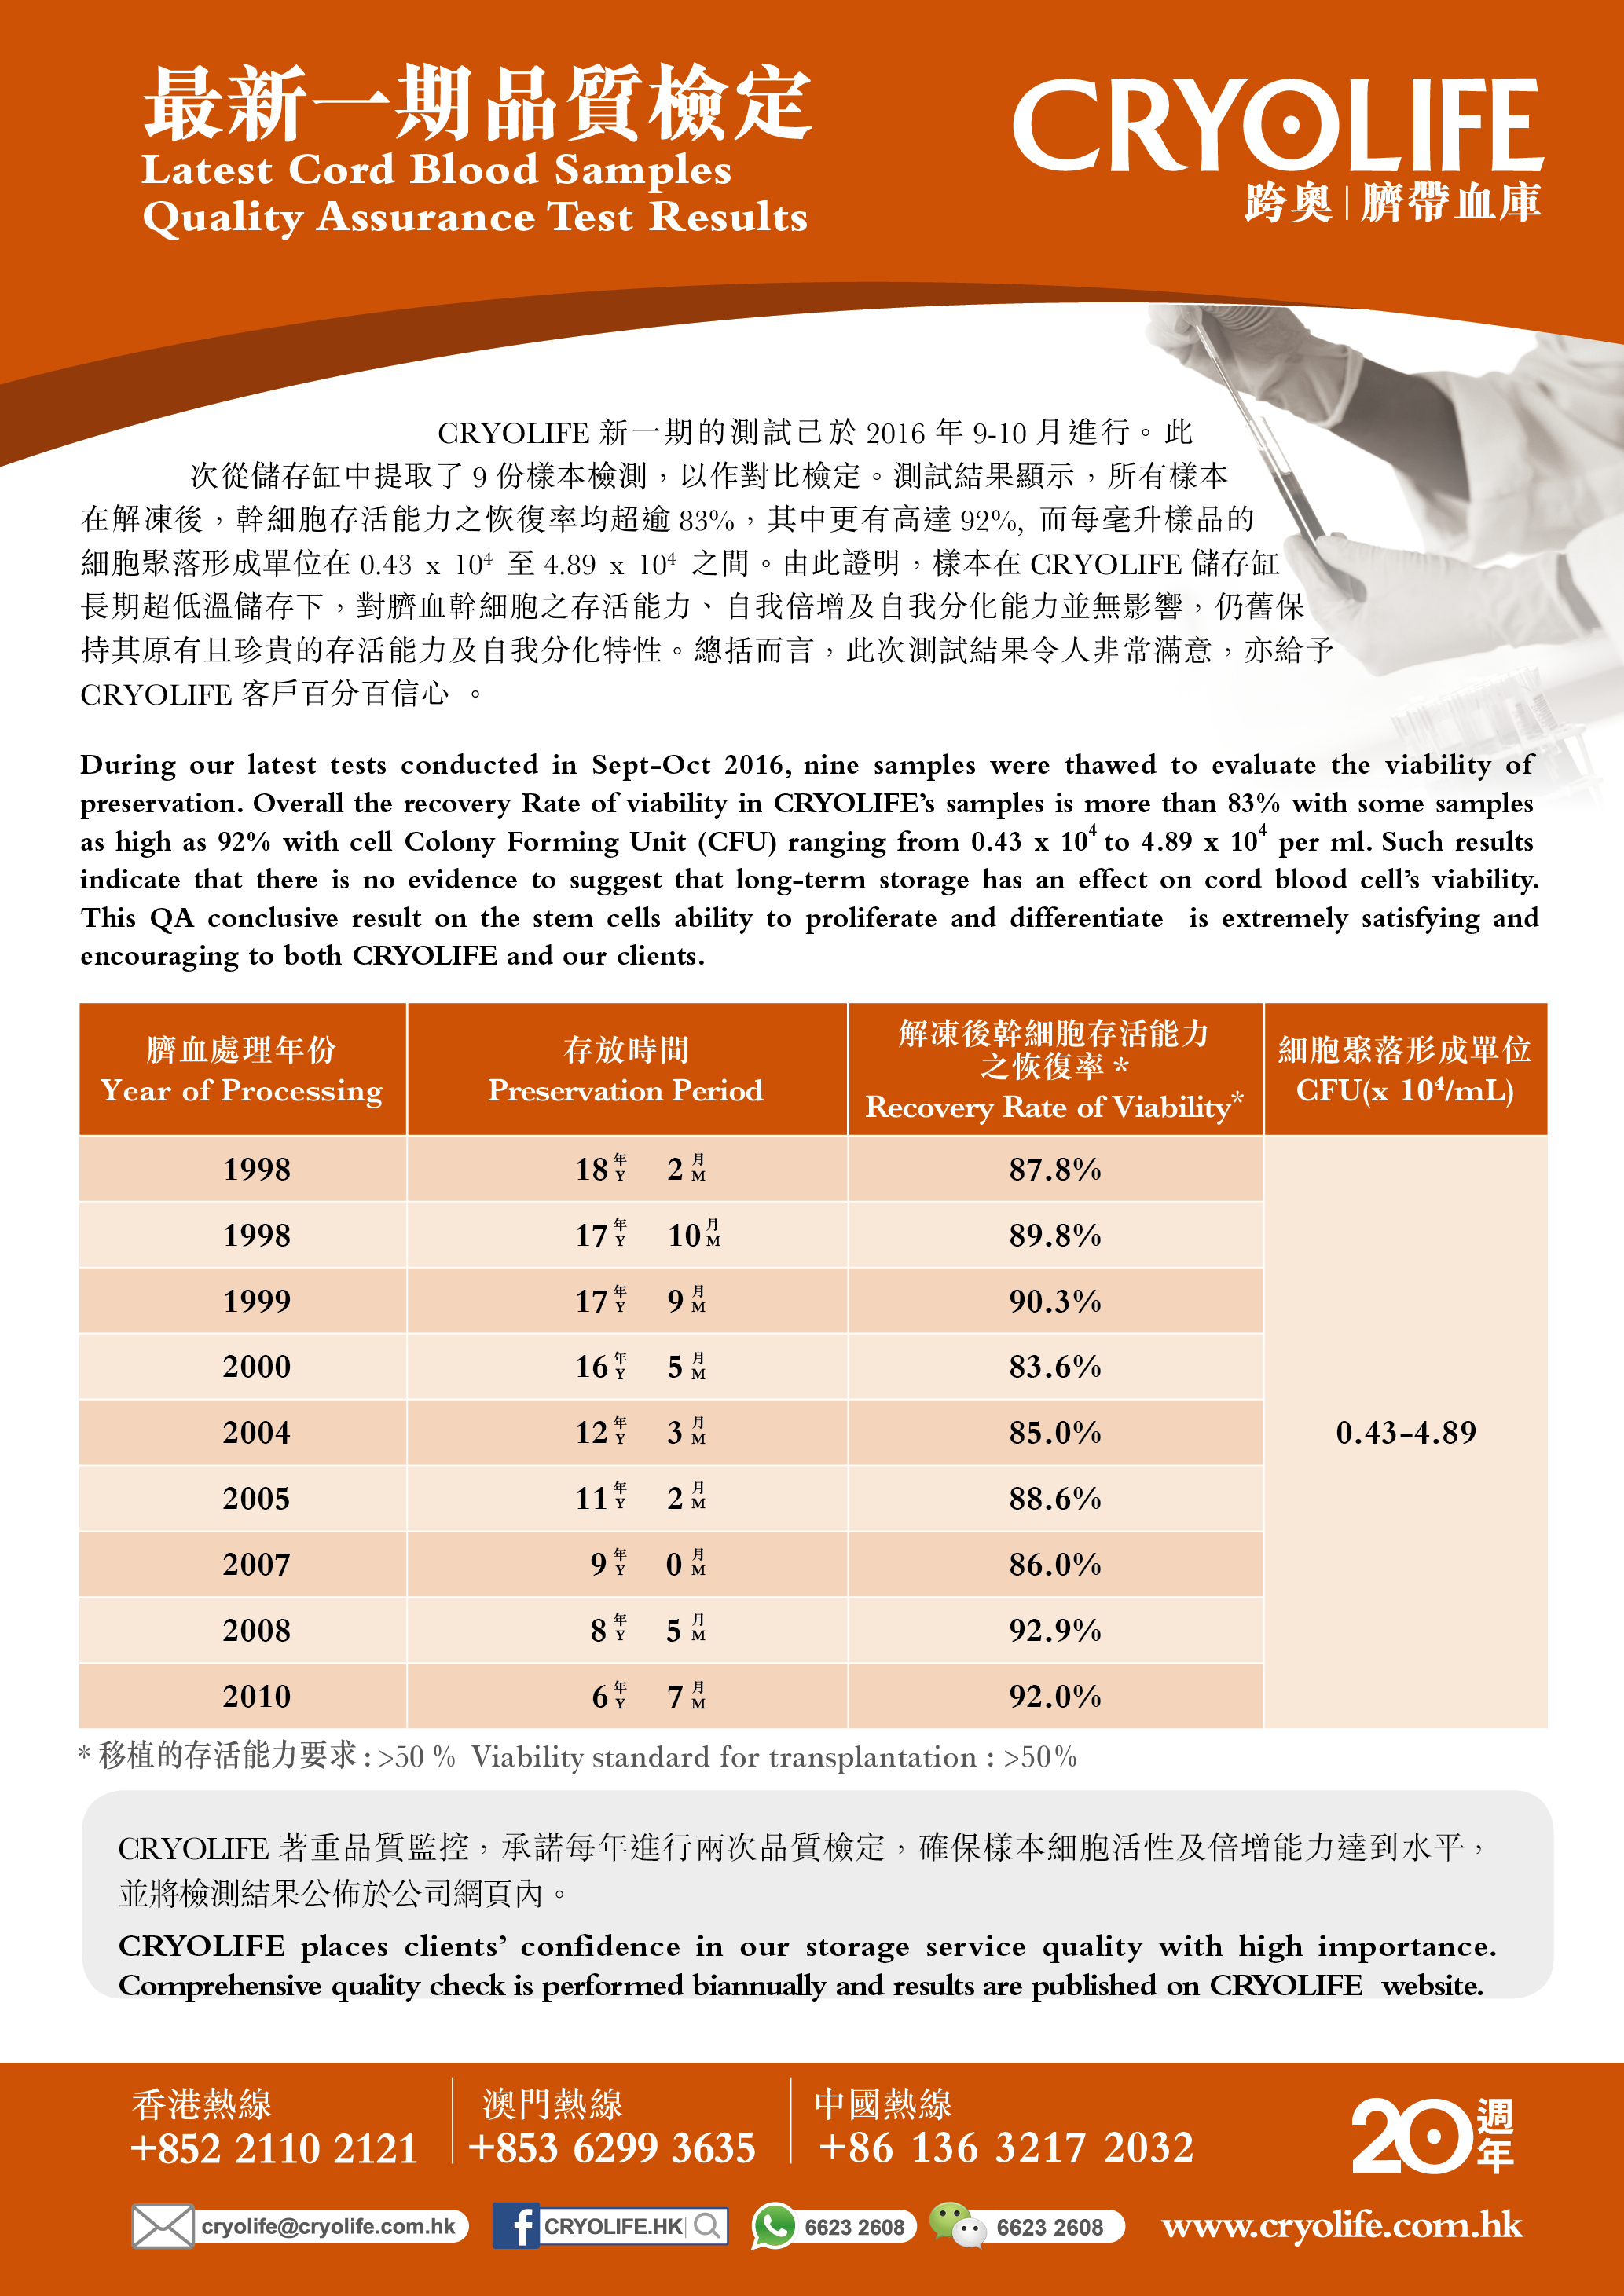 最新一期品質檢定
Latest Cord Blood Samples
Quality Assurance Test Results
CRYOLIFE
跨奧|臍帶血庫
CRYOLIFE 新一期的測試己於 2016 年 9-10 月進行。此
次從儲存缸中提取了 9 份樣本檢測，以作對比檢定。測試結果顯示，所有樣本
在解凍後，幹細胞存活能力之恢復率均超逾 83%，其中更有高達 92%, 而每毫升樣品的
細胞聚落形成單位在 0.43 x 10⁴ 至 4.89 x 10⁴ 之間。由此證明，樣本在 CRYOLIFE 儲存缸
長期超低溫儲存下，對臍血幹細胞之存活能力、自我倍增及自我分化能力並無影響，仍舊保
持其原有且珍貴的存活能力及自我分化特性。總括而言，此次測試結果令人非常滿意，亦給予
CRYOLIFE 客戶百分百信心 。
During our latest tests conducted in Sept-Oct 2016, nine samples were thawed to evaluate the viability of
preservation. Overall the recovery Rate of viability in CRYOLIFE's samples is more than 83% with some samples
as high as 92% with cell Colony Forming Unit (CFU) ranging from 0.43 x 10⁴ to 4.89 x 10⁴ per ml. Such results
indicate that there is no evidence to suggest that long-term storage has an effect on cord blood cell's viability.
This QA conclusive result on the stem cells ability to proliferate and differentiate is extremely satisfying and
encouraging to both CRYOLIFE and our clients.
臍血處理年份
Year of Processing
存放時間
Preservation Period
解凍後幹細胞存活能力
之恢復率 *
Recovery Rate of Viability*
細胞聚落形成單位
CFU(x 10⁴/mL)
1998 18 年Y 2 月M 87.8%
1998 17 年Y 10 月M 89.8%
1999 17 年Y 9 月M 90.3%
2000 16 年Y 5 月M 83.6%
2004 12 年Y 3 月M 85.0% 0.43-4.89
2005 11 年Y 2 月M 88.6%
2007 9 年Y 0 月M 86.0%
2008 8 年Y 5 月M 92.9%
2010 6 年Y 7 月M 92.0%
* 移植的存活能力要求 : >50 % Viability standard for transplantation : >50%
CRYOLIFE 著重品質監控，承諾每年進行兩次品質檢定，確保樣本細胞活性及倍增能力達到水平，
並將檢測結果公佈於公司網頁內。
CRYOLIFE places clients' confidence in our storage service quality with high importance.
Comprehensive quality check is performed biannually and results are published on CRYOLIFE website.
香港熱線
+852 2110 2121
澳門熱線
+853 6299 3635
中國熱線
+86 136 3217 2032
20週年
cryolife@cryolife.com.hk
f CRYOLIFE.HK
6623 2608
6623 2608
www.cryolife.com.hk